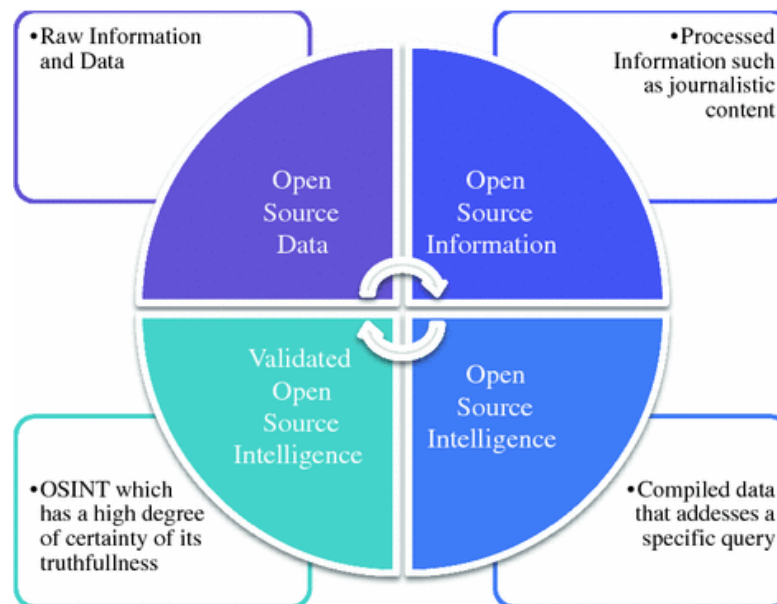 •Raw Information
and Data
•Processed
Information such
as journalistic
content
Open
Source
Data
Open
Source
Information
Validated
Open
Source
Intelligence
Open
Source
Intelligence
•OSINT which
has a high degree
of certainty of its
truthfullness
•Compiled data
that addesses a
specific query